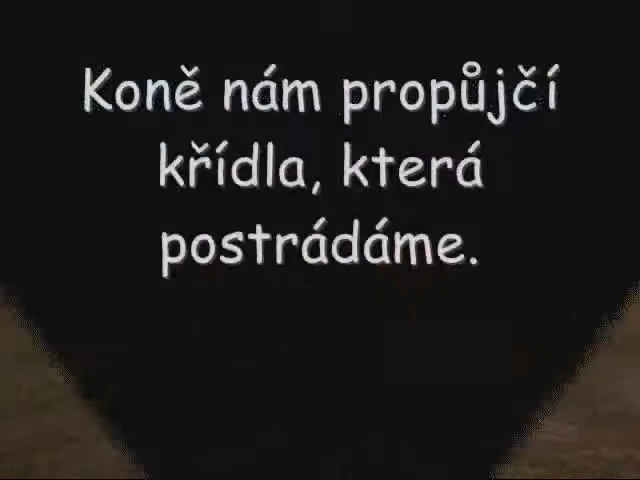 Koně nám propůjčí
křídla, která
postrádáme.